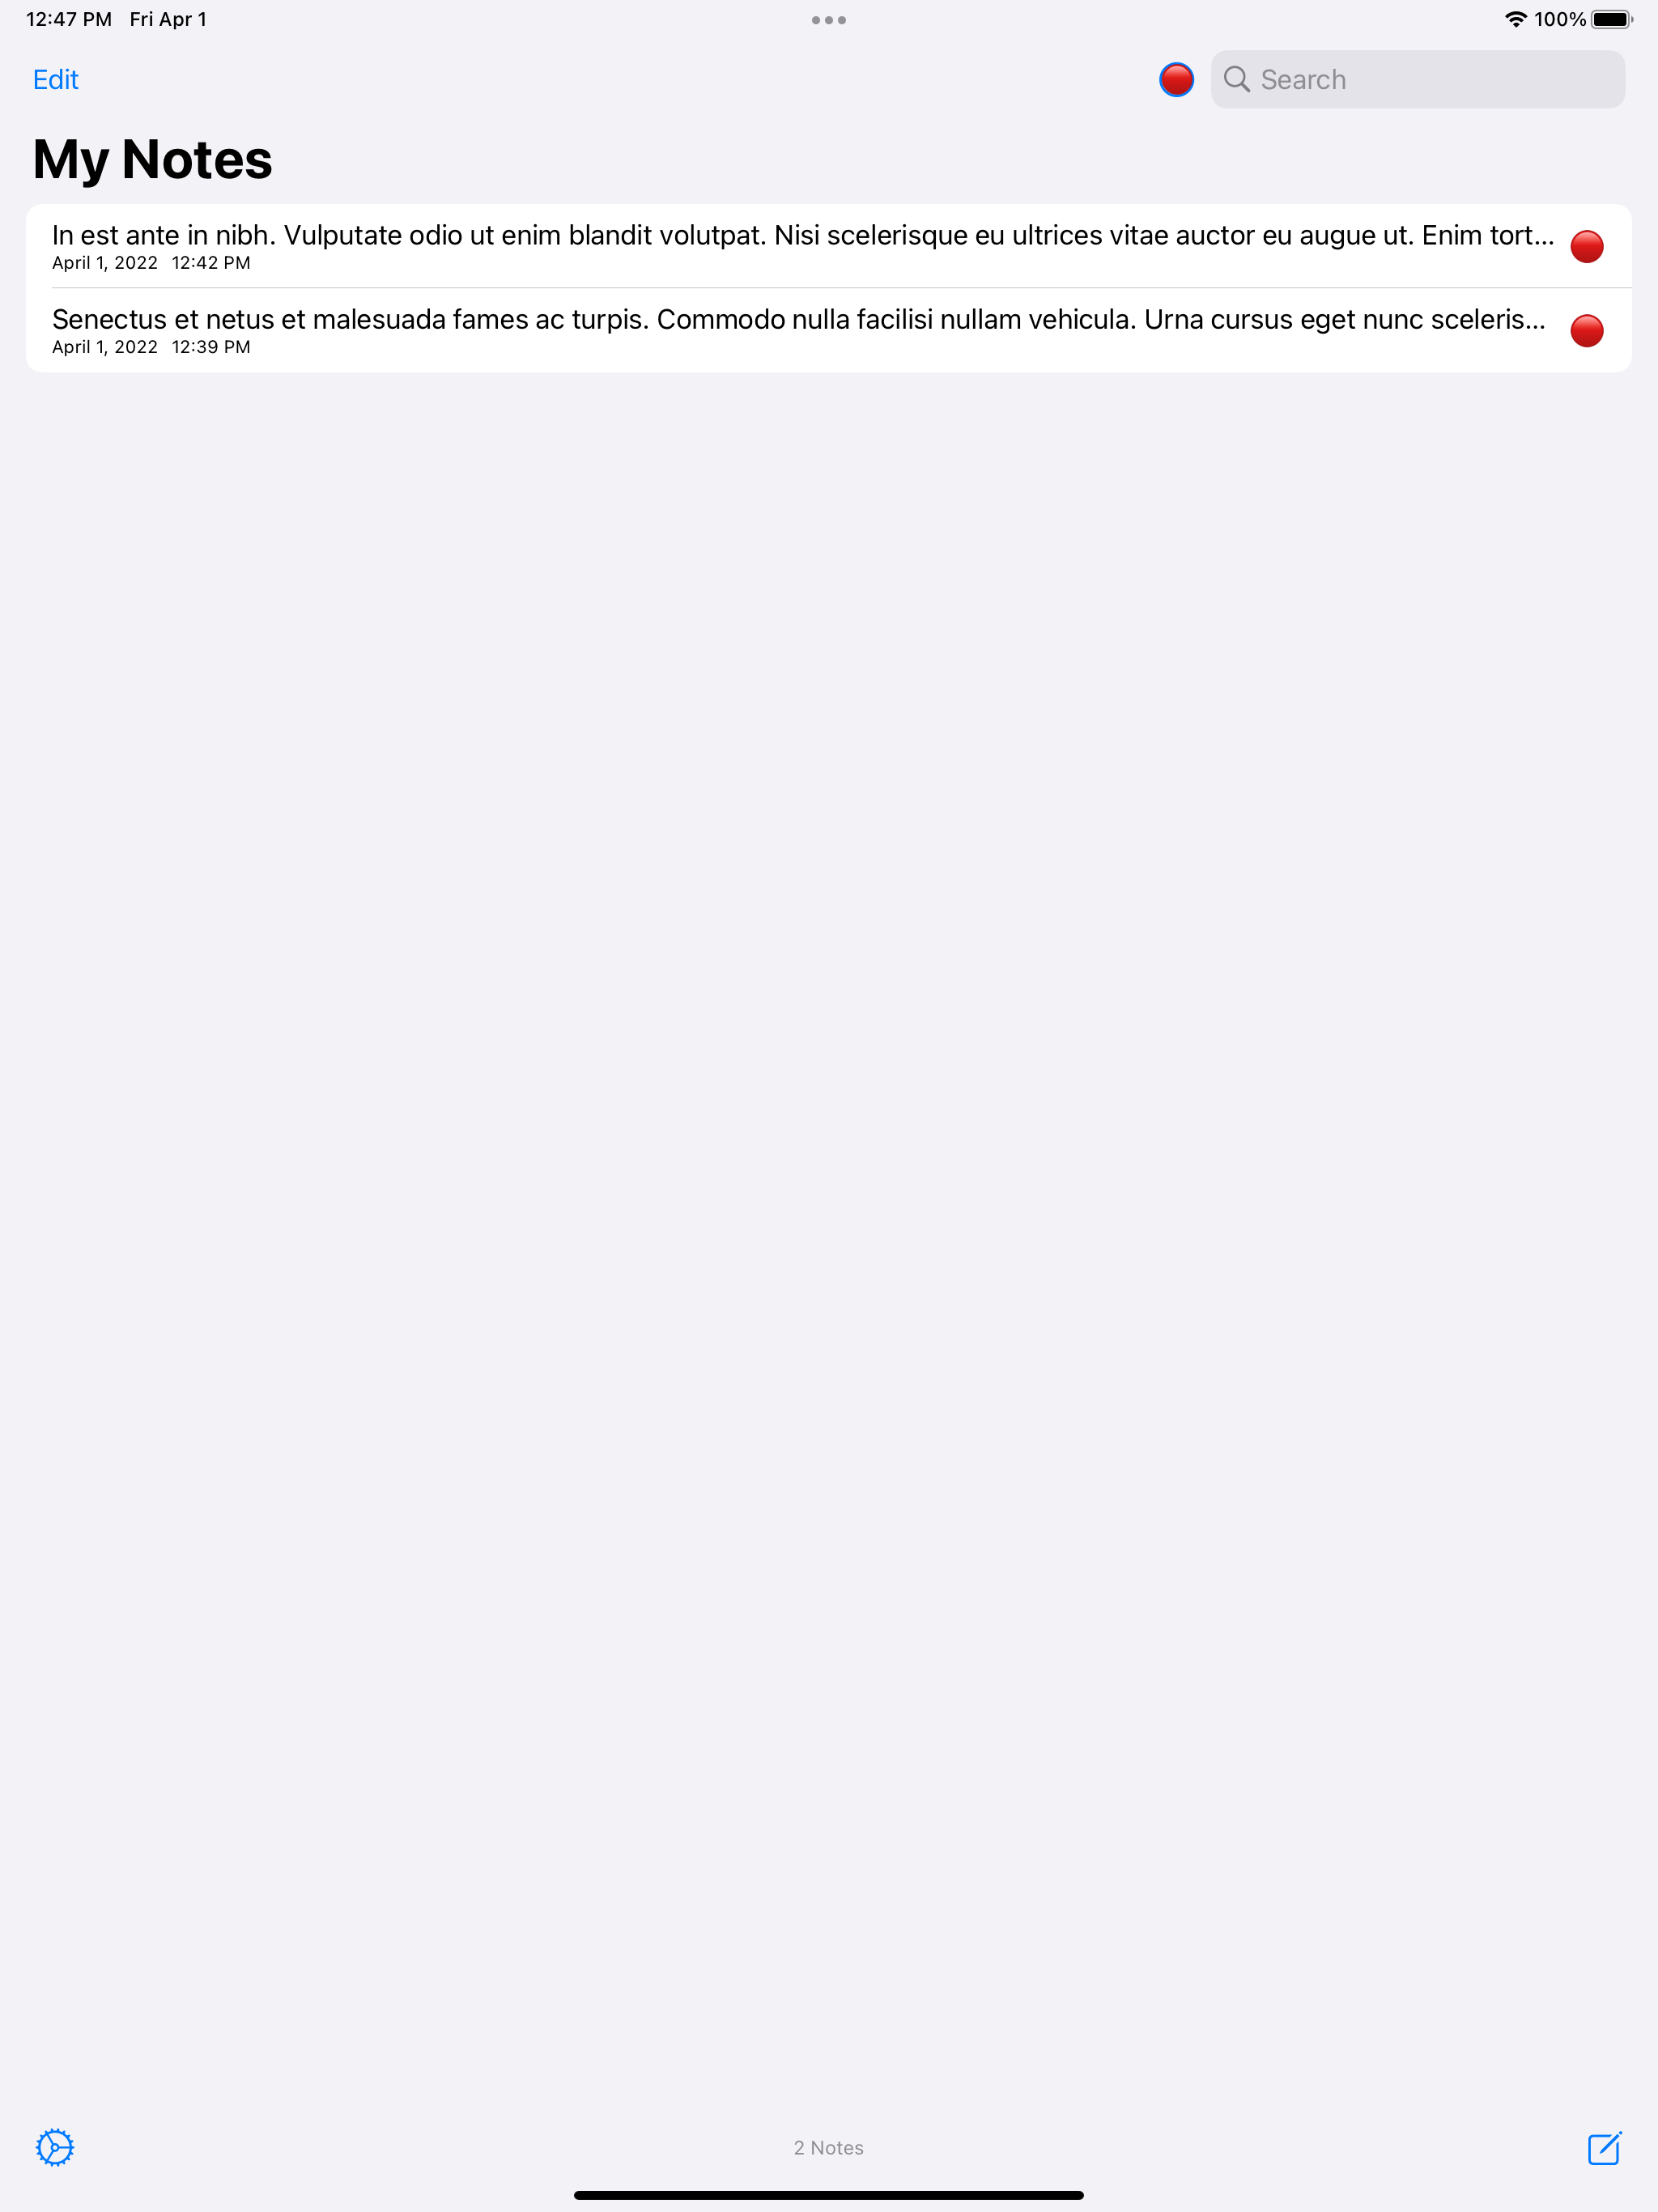 12:47 PM Fri Apr 1 100%
Edit Search
My Notes
In est ante in nibh. Vulputate odio ut enim blandit volutpat. Nisi scelerisque eu ultrices vitae auctor eu augue ut. Enim tort...
April 1, 2022 12:42 PM
Senectus et netus et malesuada fames ac turpis. Commodo nulla facilisi nullam vehicula. Urna cursus eget nunc sceleris...
April 1, 2022 12:39 PM
2 Notes